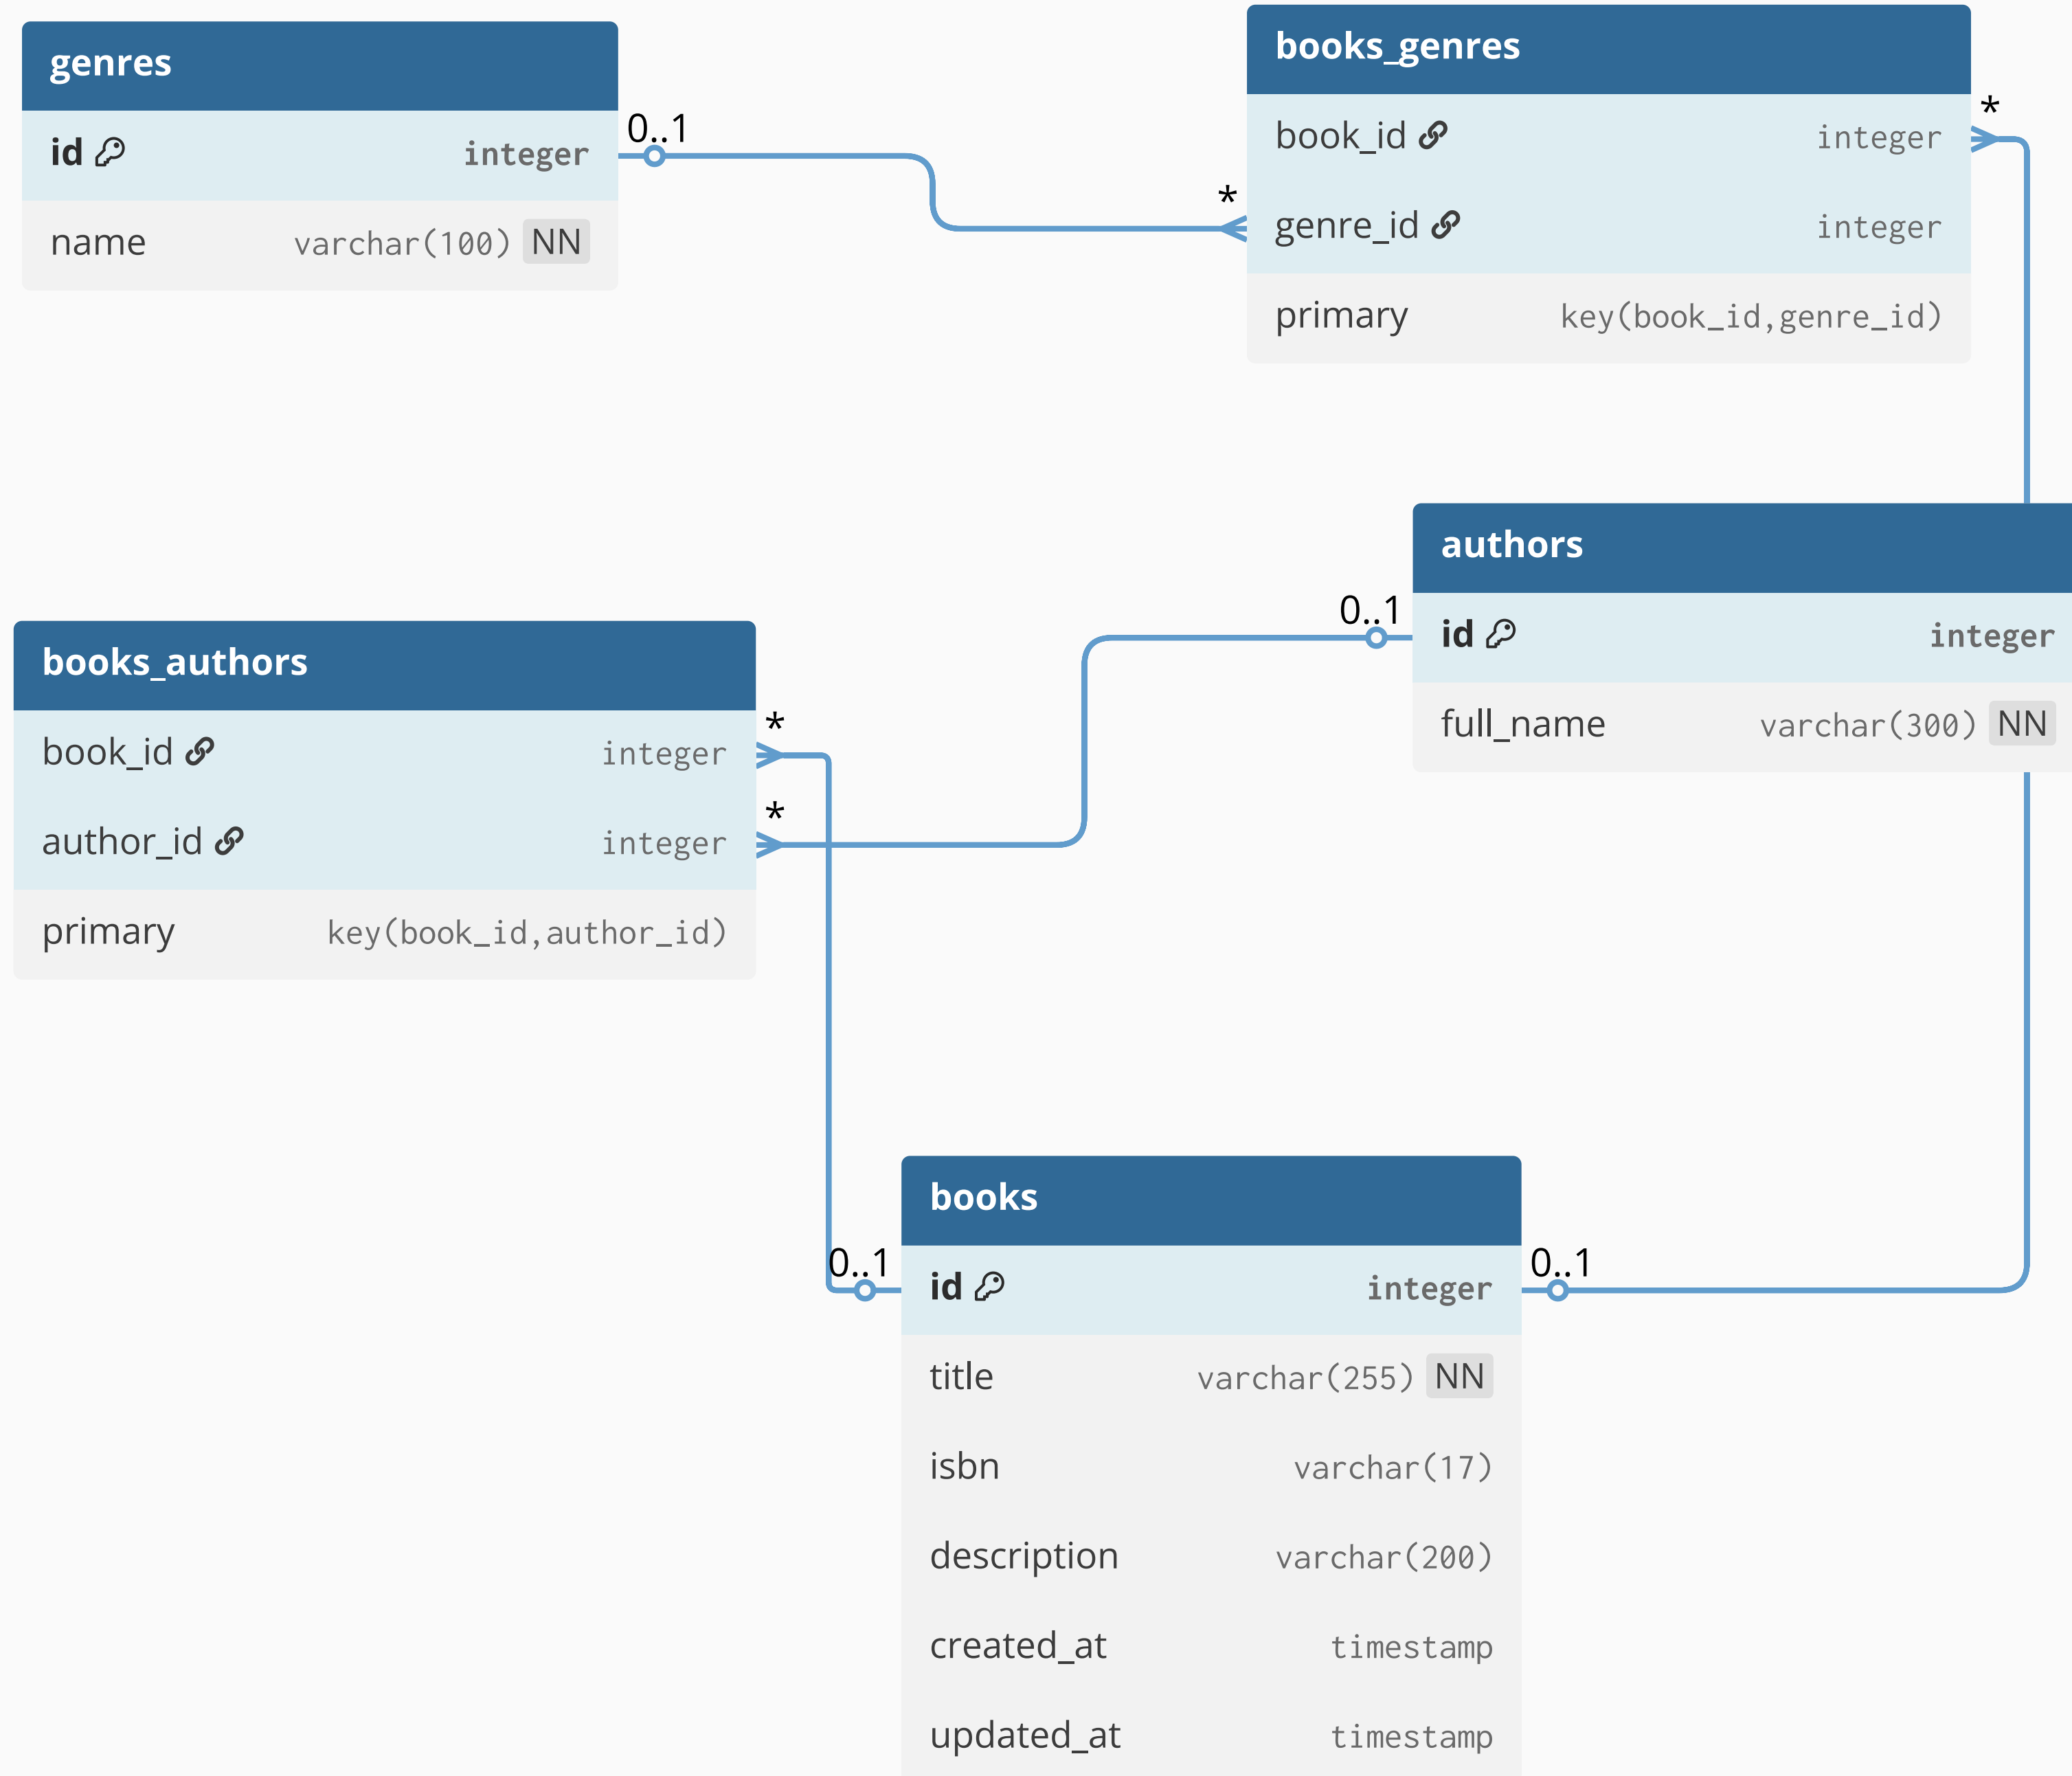 genres
id integer
name varchar(100) NN
0..1
*
books_genres
book_id integer
genre_id integer
primary key(book_id,genre_id)
*
authors
id integer
full_name varchar(300) NN
0..1
books_authors
book_id integer
author_id integer
primary key(book_id,author_id)
*
*
books
id integer
title varchar(255) NN
isbn varchar(17)
description varchar(200)
created_at timestamp
updated_at timestamp
0..1
0..1